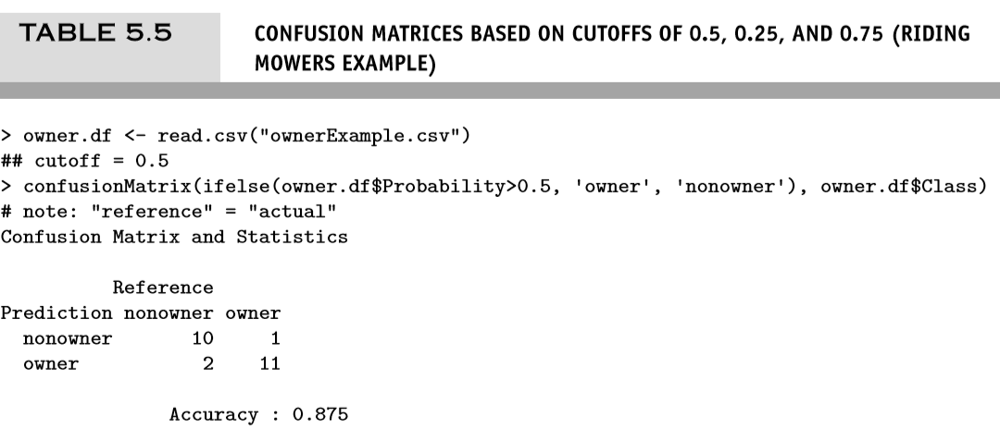 TABLE 5.5
CONFUSION MATRICES BASED ON CUTOFFS OF 0.5, 0.25, AND 0.75 (RIDING
MOWERS EXAMPLE)
> owner.df <- read.csv("ownerExample.csv")
## cutoff = 0.5
> confusionMatrix(ifelse(owner.df$Probability>0.5, 'owner', 'nonowner'), owner.df$Class)
# note: "reference" = "actual"
Confusion Matrix and Statistics
Reference
Prediction nonowner owner
nonowner 10 1
owner 2 11
Accuracy : 0.875